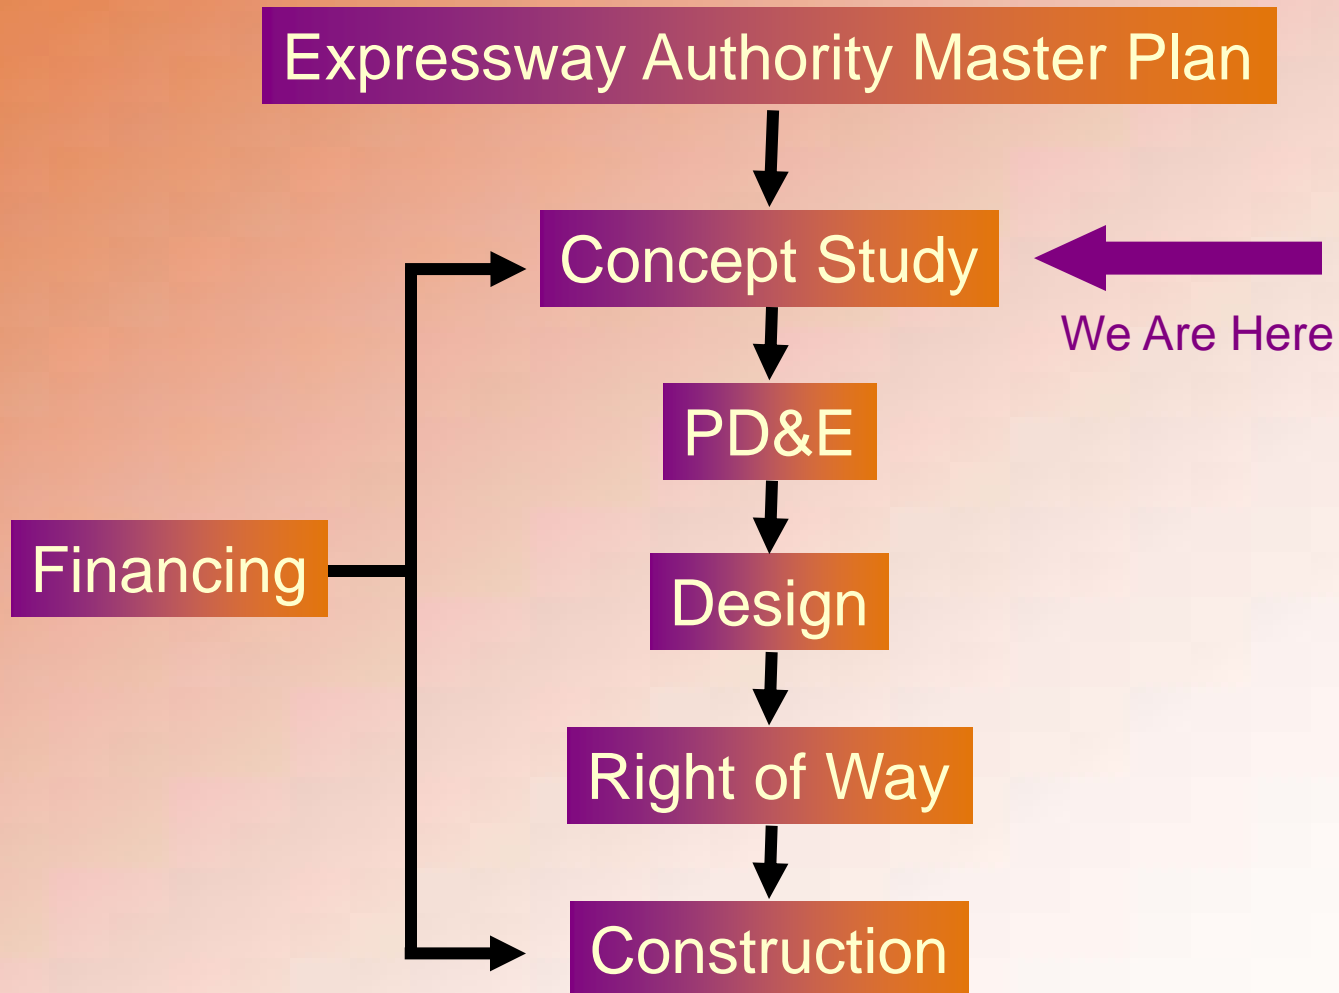 Expressway Authority Master Plan
Concept Study
We Are Here
PD&E
Financing
Design
Right of Way
Construction